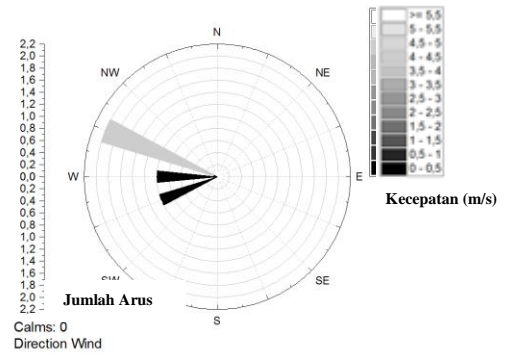 2,2
2,0
1,8
1,6
1,4
1,2
1,0
0,8
0,6
0,4
0,2
0,0
0,2
0,4
0,6
0,8
1,0
1,2
1,4
1,6
1,8
2,0
2,2
N
NW
NE
W
E
SW
SE
S
Jumlah Arus
Calms: 0
Direction Wind
>= 5,5
5 - 5,5
4,5 - 5
4 - 4,5
3,5 - 4
3 - 3,5
2,5 - 3
2 - 2,5
1,5 - 2
1 - 1,5
0,5 - 1
0 - 0,5
Kecepatan (m/s)